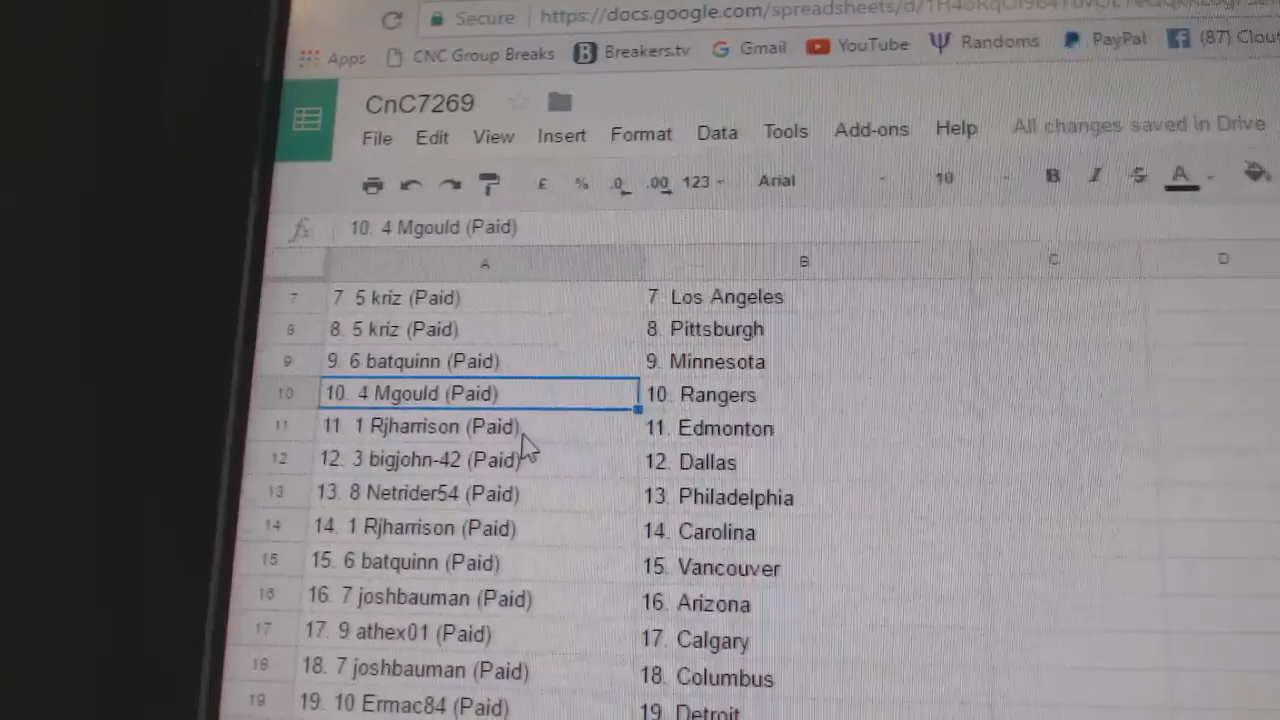 Secure https://docs.google.com/spreadsheets/d/
Apps CNC Group Breaks Breakers.tv Gmail YouTube Randoms PayPal (87) Clou
CnC7269
File Edit View Insert Format Data Tools Add-ons Help All changes saved in Drive
£ % .0 .00 123 Arial 10 B I S A
fx 10. 4 Mgould (Paid)
A B C D
7 7 5 kriz (Paid) 7. Los Angeles
8 8. 5 kriz (Paid) 8. Pittsburgh
9 9. 6 batquinn (Paid) 9. Minnesota
10 10. 4 Mgould (Paid) 10. Rangers
11 11. 1 Rjharrison (Paid) 11. Edmonton
12 12. 3 bigjohn-42 (Paid) 12. Dallas
13 13. 8 Netrider54 (Paid) 13. Philadelphia
14 14. 1 Rjharrison (Paid) 14. Carolina
15 15. 6 batquinn (Paid) 15. Vancouver
16 16. 7 joshbauman (Paid) 16. Arizona
17 17. 9 athex01 (Paid) 17. Calgary
18 18. 7 joshbauman (Paid) 18. Columbus
19 19. 10 Ermac84 (Paid) 19. Detroit